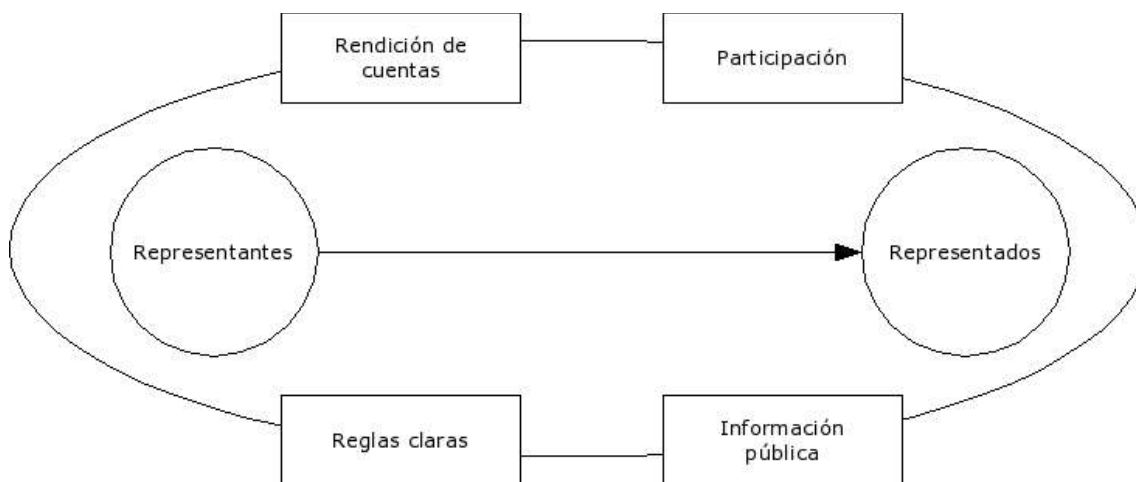 Rendición de
cuentas
Participación
Representantes
Representados
Reglas claras
Información
pública